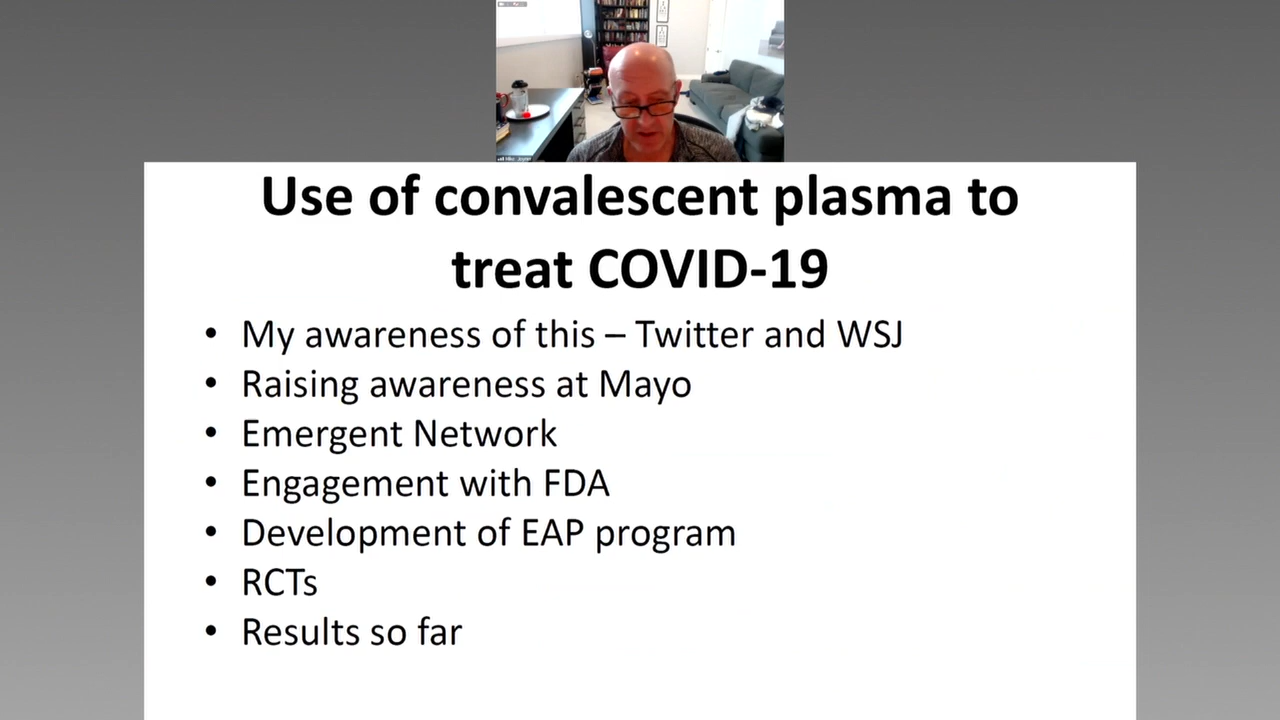 Use of convalescent plasma to
treat COVID-19
• My awareness of this – Twitter and WSJ
• Raising awareness at Mayo
• Emergent Network
• Engagement with FDA
• Development of EAP program
• RCTs
• Results so far